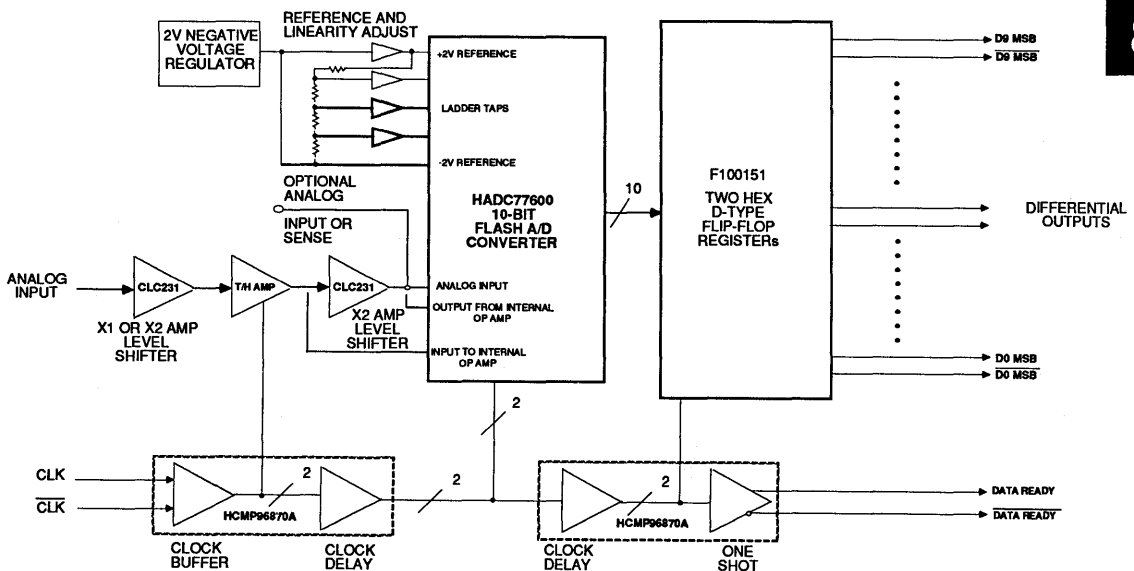 REFERENCE AND
LINEARITY ADJUST
2V NEGATIVE
VOLTAGE
REGULATOR
+2V REFERENCE
LADDER TAPS
-2V REFERENCE
HADC77600
10-BIT
FLASH A/D
CONVERTER
ANALOG INPUT
OUTPUT FROM INTERNAL
OP AMP
INPUT TO INTERNAL
OP AMP
OPTIONAL
ANALOG
INPUT OR
SENSE
ANALOG
INPUT
CLC231
X1 OR X2 AMP
LEVEL
SHIFTER
T/H AMP
CLC231
X2 AMP
LEVEL
SHIFTER
10
F100151
TWO HEX
D-TYPE
FLIP-FLOP
REGISTERs
D9 MSB
D9 MSB
DIFFERENTIAL
OUTPUTS
D0 MSB
D0 MSB
2
CLK
CLK
2
HCMP96870A
CLOCK
BUFFER
CLOCK
DELAY
2
2
HCMP96870A
CLOCK
DELAY
ONE
SHOT
DATA READY
DATA READY